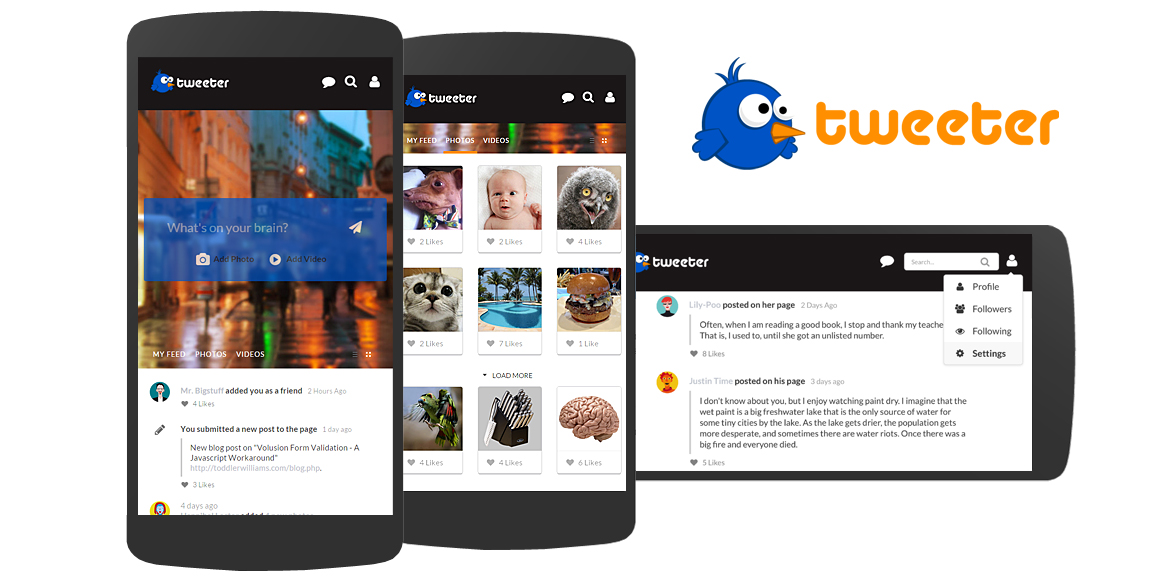 tweeter
What's on your brain?
Add Photo Add Video
MY FEED PHOTOS VIDEOS
Mr. Bigstuff added you as a friend 2 Hours Ago
4 Likes
You submitted a new post to the page 1 day ago
New blog post on "Volusion Form Validation - A
Javascript Workaround"
http://toddlerwilliams.com/blog.php.
3 Likes
4 days ago
tweeter
MY FEED PHOTOS VIDEOS
2 Likes 2 Likes 4 Likes
2 Likes 7 Likes 1 Like
LOAD MORE
4 Likes 4 Likes 6 Likes
tweeter
tweeter
Search...
Profile
Followers
Following
Settings
Lily-Poo posted on her page 2 Days Ago
Often, when I am reading a good book, I stop and thank my teache
That is, I used to, until she got an unlisted number.
8 Likes
Justin Time posted on his page 3 days ago
I don't know about you, but I enjoy watching paint dry. I imagine that the
wet paint is a big freshwater lake that is the only source of water for
some tiny cities by the lake. As the lake gets drier, the population gets
more desperate, and sometimes there are water riots. Once there was a
big fire and everyone died.
5 Likes